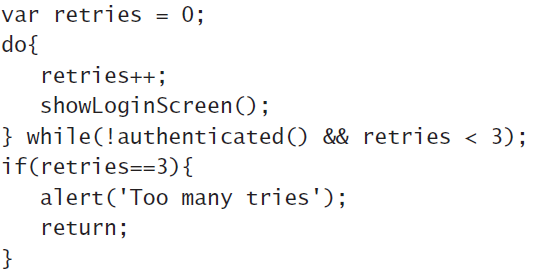 var retries = 0;
do{
   retries++;
   showLoginScreen();
} while(!authenticated() && retries < 3);
if(retries==3){
   alert('Too many tries');
   return;
}